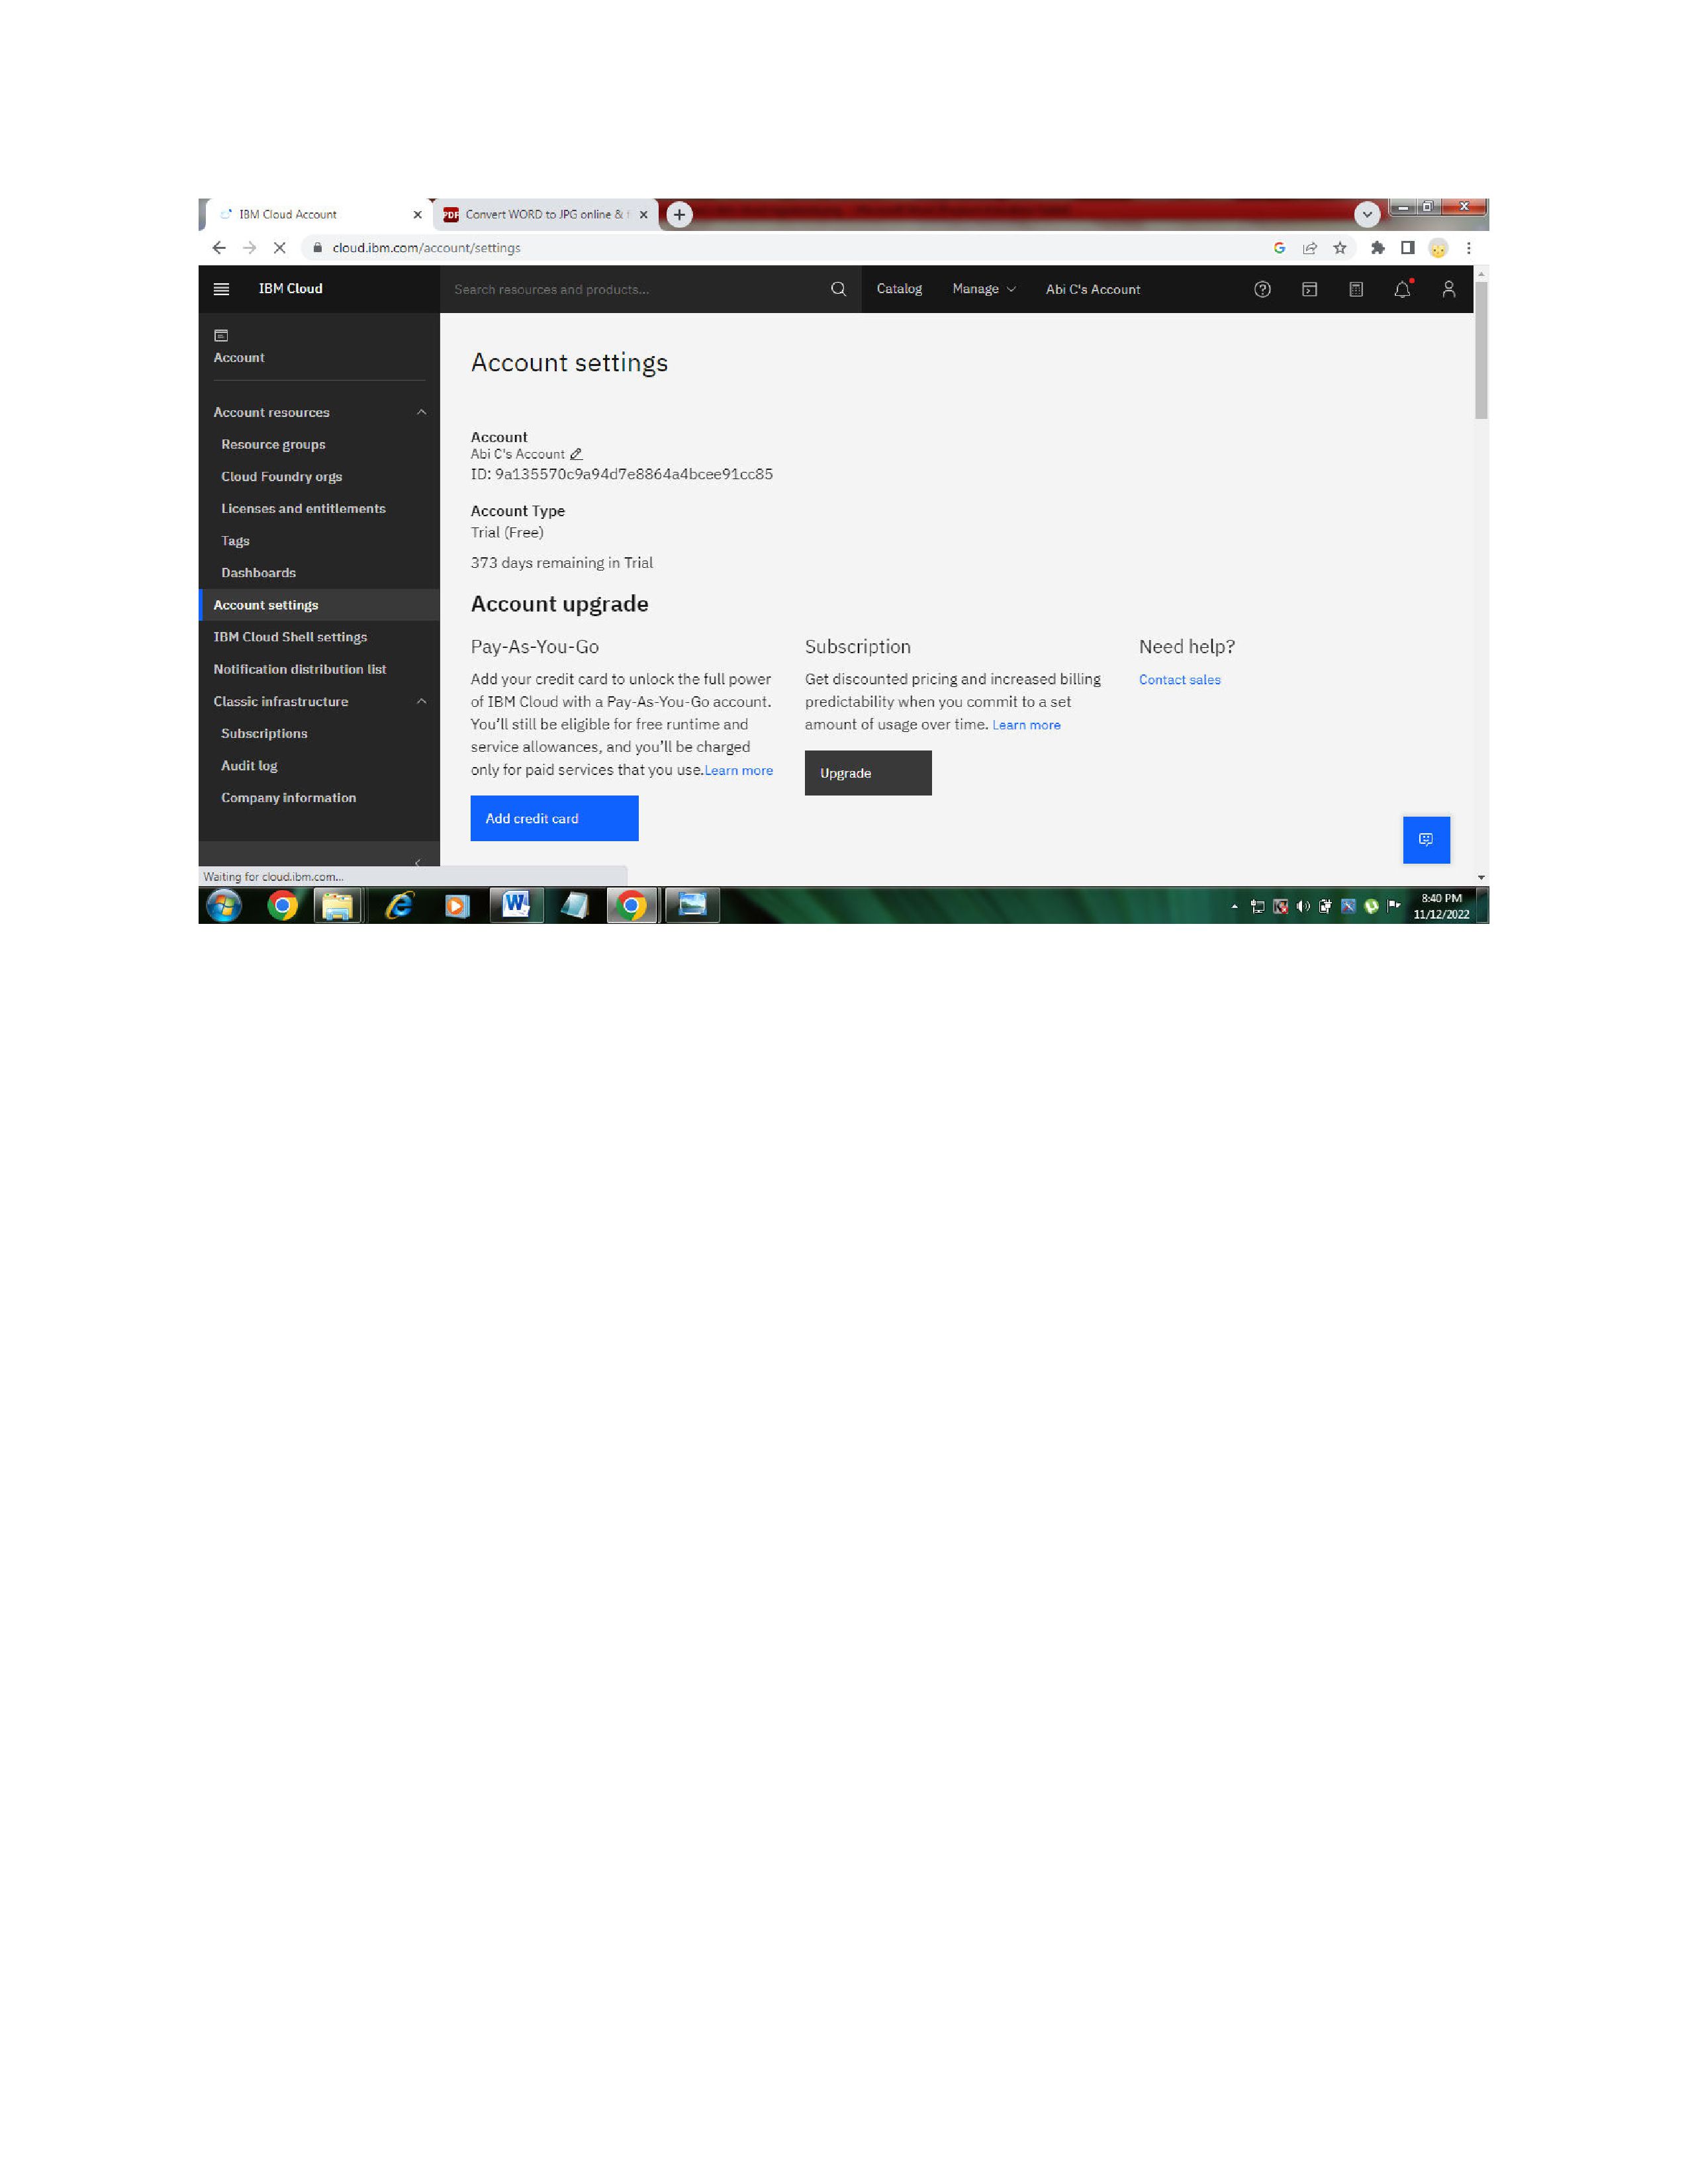 IBM Cloud Account
Convert WORD to JPG online &
cloud.ibm.com/account/settings
IBM Cloud
Search resources and products...
Catalog
Manage
Abi C's Account
Account
Account resources
Resource groups
Cloud Foundry orgs
Licenses and entitlements
Tags
Dashboards
Account settings
IBM Cloud Shell settings
Notification distribution list
Classic infrastructure
Subscriptions
Audit log
Company information
Account settings
Account
Abi C's Account
ID: 9a135570c9a94d7e8864a4bcee91cc85
Account Type
Trial (Free)
373 days remaining in Trial
Account upgrade
Pay-As-You-Go
Add your credit card to unlock the full power
of IBM Cloud with a Pay-As-You-Go account.
You'll still be eligible for free runtime and
service allowances, and you'll be charged
only for paid services that you use.Learn more
Add credit card
Subscription
Get discounted pricing and increased billing
predictability when you commit to a set
amount of usage over time. Learn more
Upgrade
Need help?
Contact sales
Waiting for cloud.ibm.com...
8:40 PM
11/12/2022